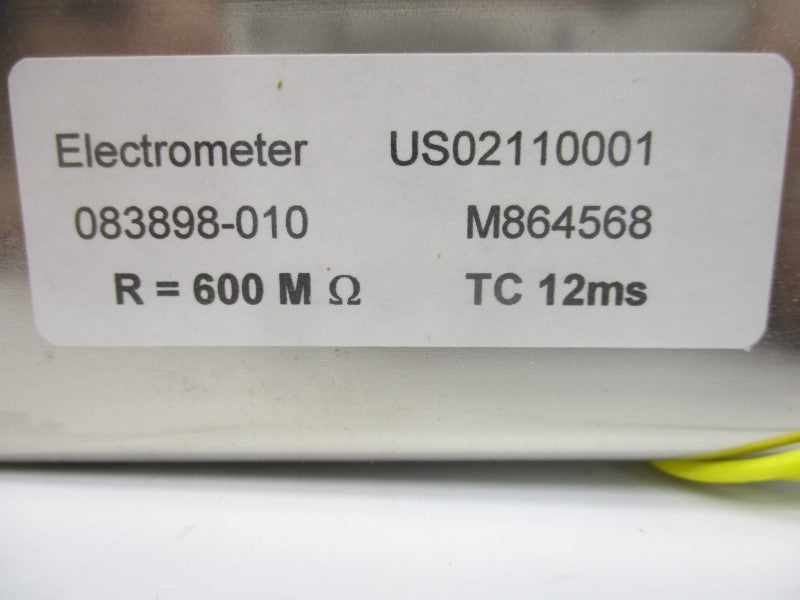 Electrometer US02110001
083898-010 M864568
R = 600 M Ω TC 12ms